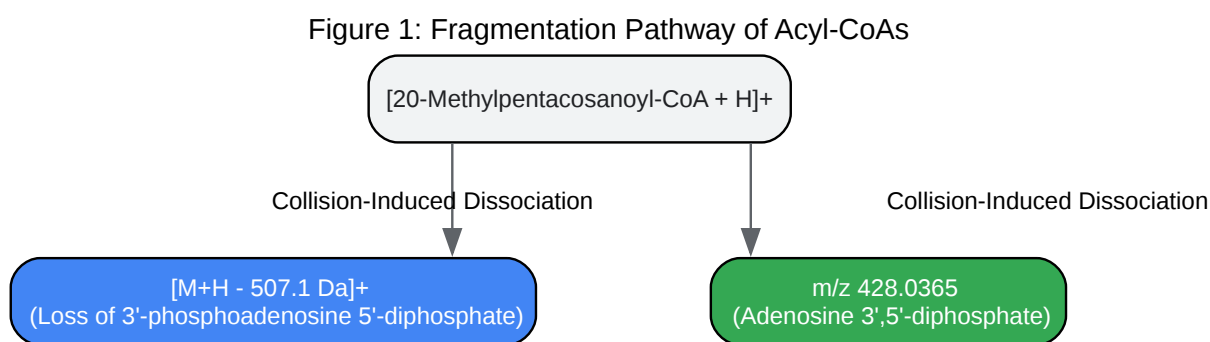 Figure 1: Fragmentation Pathway of Acyl-CoAs
[20-Methylpentacosanoyl-CoA + H]+
Collision-Induced Dissociation
Collision-Induced Dissociation
[M+H - 507.1 Da]+
(Loss of 3'-phosphoadenosine 5'-diphosphate)
m/z 428.0365
(Adenosine 3',5'-diphosphate)